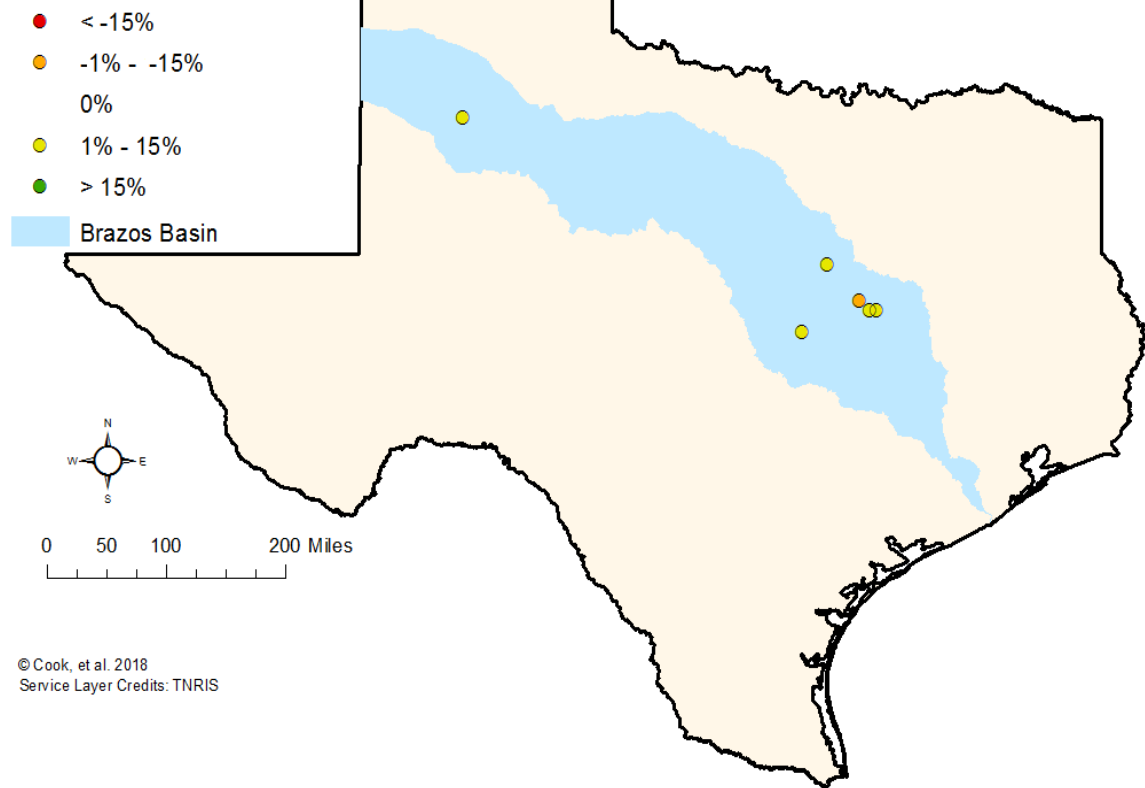 < -15%
-1% - -15%
0%
1% - 15%
> 15%
Brazos Basin
N
W E
S
0 50 100 200 Miles
© Cook, et al. 2018
Service Layer Credits: TNRIS